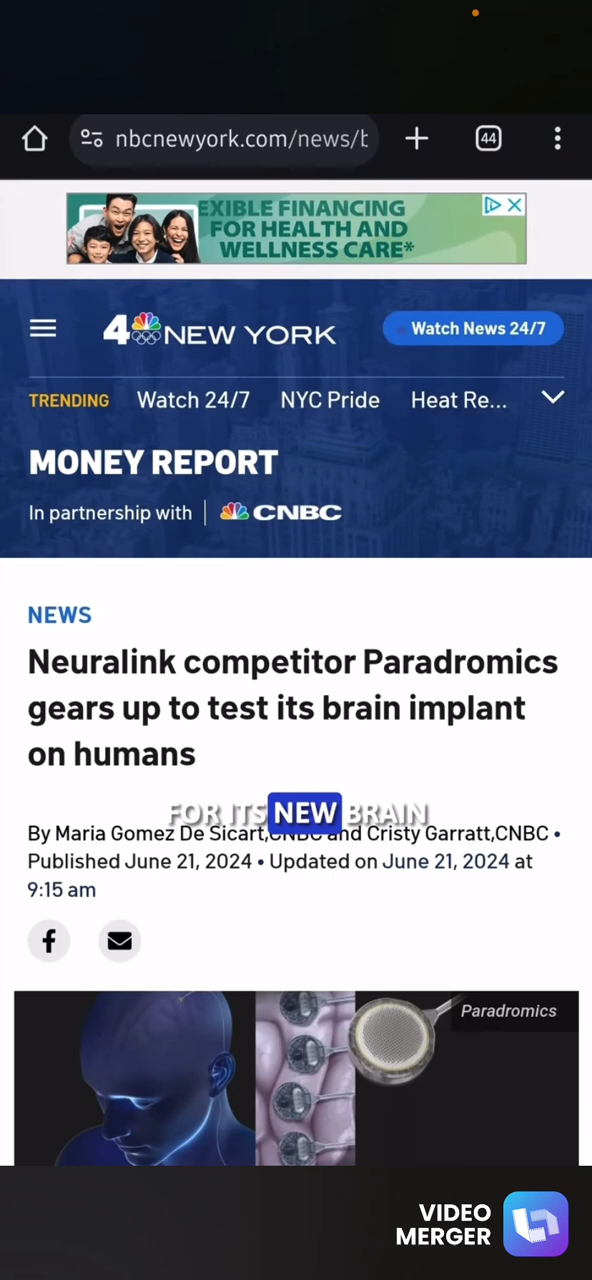 nbcnewyork.com/news/b
44
EXIBLE FINANCING
FOR HEALTH AND
WELLNESS CARE*
4 NEW YORK
Watch News 24/7
TRENDING Watch 24/7 NYC Pride Heat Re...
MONEY REPORT
In partnership with | CNBC
NEWS
Neuralink competitor Paradromics
gears up to test its brain implant
on humans
FOR ITS NEW BRAIN
By Maria Gomez De Sicart,CNBC and Cristy Garratt,CNBC •
Published June 21, 2024 • Updated on June 21, 2024 at
9:15 am
Paradromics
VIDEO
MERGER